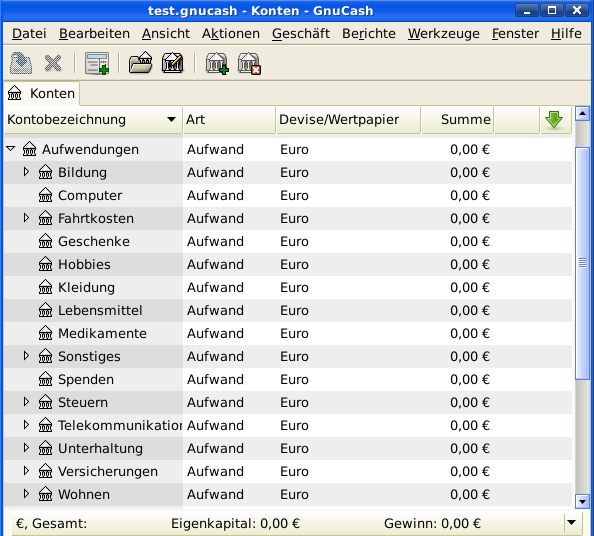 test.gnucash - Konten - GnuCash
Datei Bearbeiten Ansicht Aktionen Geschäft Berichte Werkzeuge Fenster Hilfe
Konten
Kontobezeichnung Art Devise/Wertpapier Summe
Aufwendungen Aufwand Euro 0,00 €
Bildung Aufwand Euro 0,00 €
Computer Aufwand Euro 0,00 €
Fahrtkosten Aufwand Euro 0,00 €
Geschenke Aufwand Euro 0,00 €
Hobbies Aufwand Euro 0,00 €
Kleidung Aufwand Euro 0,00 €
Lebensmittel Aufwand Euro 0,00 €
Medikamente Aufwand Euro 0,00 €
Sonstiges Aufwand Euro 0,00 €
Spenden Aufwand Euro 0,00 €
Steuern Aufwand Euro 0,00 €
Telekommunikation Aufwand Euro 0,00 €
Unterhaltung Aufwand Euro 0,00 €
Versicherungen Aufwand Euro 0,00 €
Wohnen Aufwand Euro 0,00 €
€, Gesamt: Eigenkapital: 0,00 € Gewinn: 0,00 €